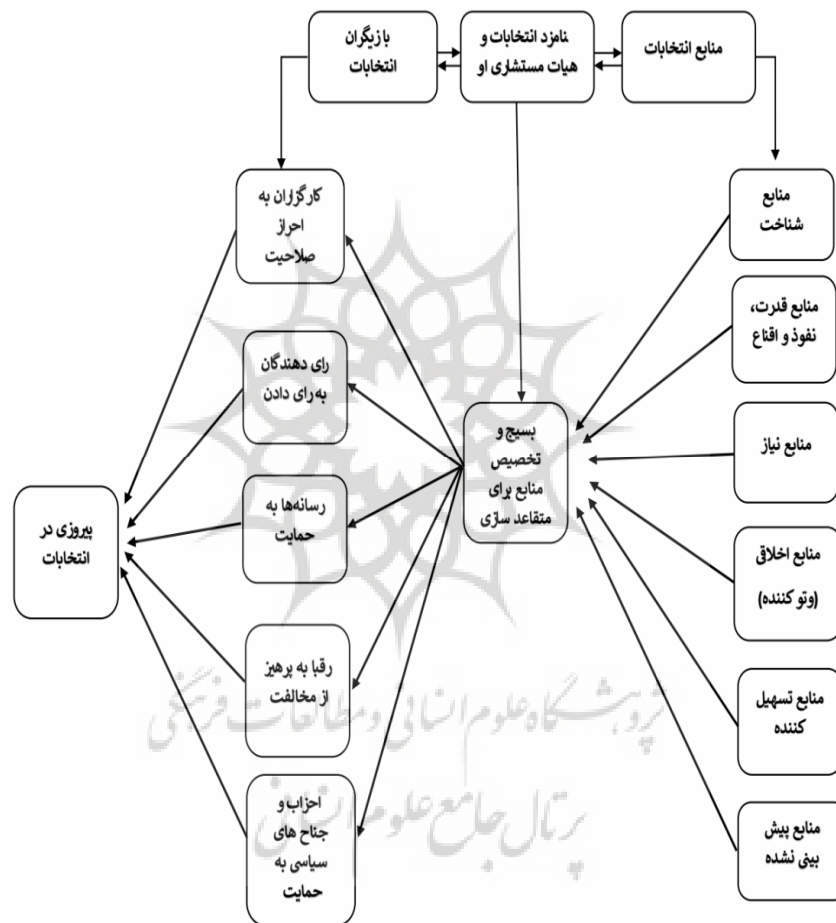 منابع انتخابات
نامزد انتخابات و
هیات مستشاری او
بازیگران
انتخابات
منابع
شناخت
منابع قدرت،
نفوذ و اقناع
منابع نیاز
منابع اخلاقی
(وتو کننده)
منابع تسهیل
کننده
منابع پیش
بینی نشده
بسیج و
تخصیص
منابع برای
متقاعد سازی
کارگزاران به
احراز
صلاحیت
رای دهندگان
به رای دادن
رسانه‌ها به
حمایت
رقبا به پرهیز
از مخالفت
احزاب و
جناح های
سیاسی به
حمایت
پیروزی در
انتخابات
پژوهشگاه علوم انسانی و مطالعات فرهنگی
پرتال جامع علوم انسانی